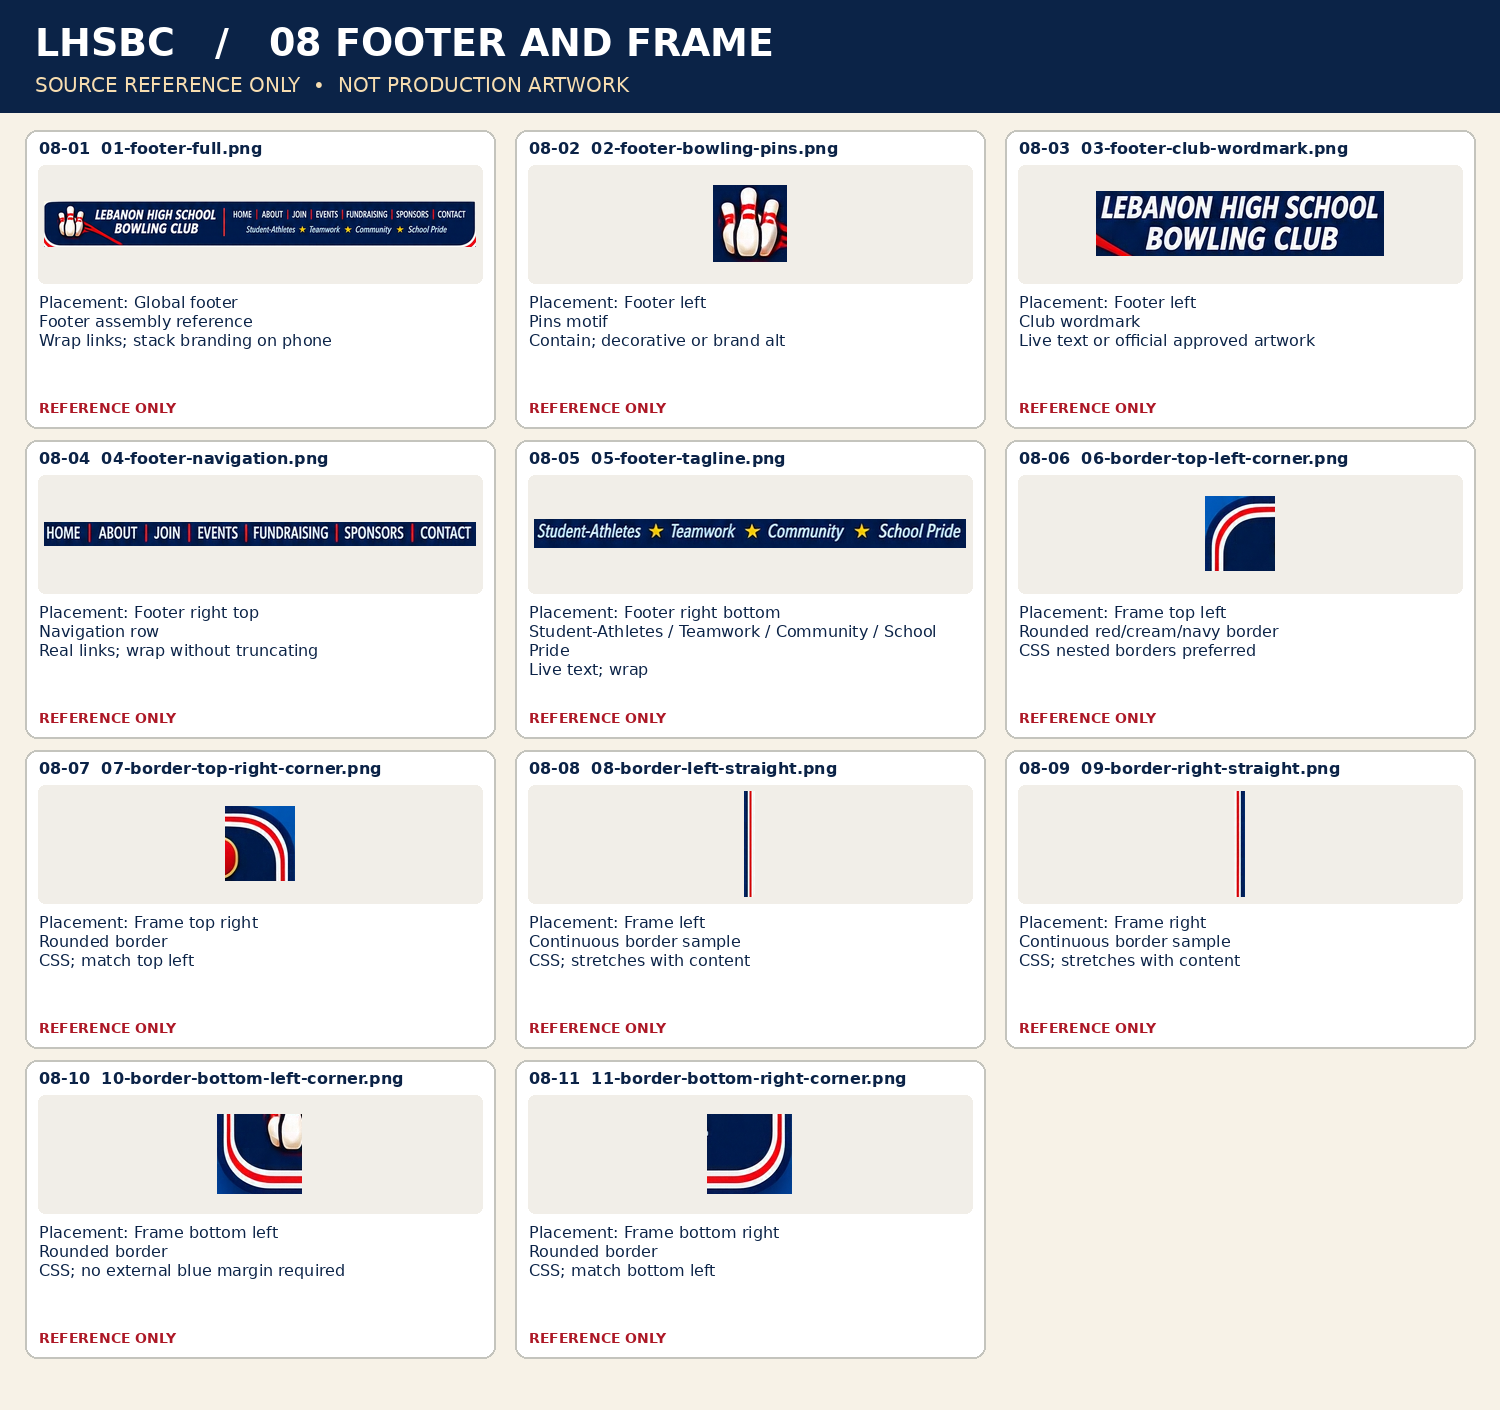 LHSBC / 08 FOOTER AND FRAME
SOURCE REFERENCE ONLY • NOT PRODUCTION ARTWORK
08-01 01-footer-full.png
LEBANON HIGH SCHOOL
BOWLING CLUB
HOME | ABOUT | JOIN | EVENTS | FUNDRAISING | SPONSORS | CONTACT
Student-Athletes ★ Teamwork ★ Community ★ School Pride
Placement: Global footer
Footer assembly reference
Wrap links; stack branding on phone
REFERENCE ONLY
08-02 02-footer-bowling-pins.png
Placement: Footer left
Pins motif
Contain; decorative or brand alt
REFERENCE ONLY
08-03 03-footer-club-wordmark.png
LEBANON HIGH SCHOOL
BOWLING CLUB
Placement: Footer left
Club wordmark
Live text or official approved artwork
REFERENCE ONLY
08-04 04-footer-navigation.png
HOME | ABOUT | JOIN | EVENTS | FUNDRAISING | SPONSORS | CONTACT
Placement: Footer right top
Navigation row
Real links; wrap without truncating
REFERENCE ONLY
08-05 05-footer-tagline.png
Student-Athletes ★ Teamwork ★ Community ★ School Pride
Placement: Footer right bottom
Student-Athletes / Teamwork / Community / School
Pride
Live text; wrap
REFERENCE ONLY
08-06 06-border-top-left-corner.png
Placement: Frame top left
Rounded red/cream/navy border
CSS nested borders preferred
REFERENCE ONLY
08-07 07-border-top-right-corner.png
Placement: Frame top right
Rounded border
CSS; match top left
REFERENCE ONLY
08-08 08-border-left-straight.png
Placement: Frame left
Continuous border sample
CSS; stretches with content
REFERENCE ONLY
08-09 09-border-right-straight.png
Placement: Frame right
Continuous border sample
CSS; stretches with content
REFERENCE ONLY
08-10 10-border-bottom-left-corner.png
Placement: Frame bottom left
Rounded border
CSS; no external blue margin required
REFERENCE ONLY
08-11 11-border-bottom-right-corner.png
Placement: Frame bottom right
Rounded border
CSS; match bottom left
REFERENCE ONLY